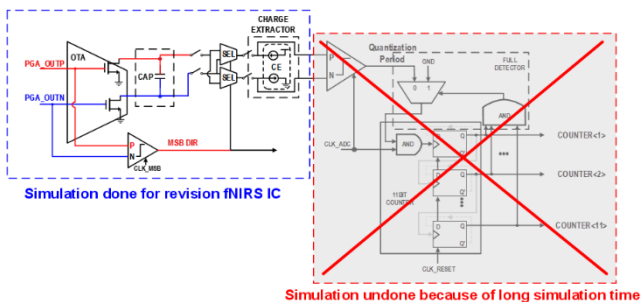 CHARGE
EXTRACTOR
OTA
PGA_OUTP
PGA_OUTN
CAP
SEL
SEL
CE
P
N
MSB DIR
CLK_MSB
Simulation done for revision fNIRS IC
Quantization
Period
GND
FULL
DETECTOR
P
N
0 1
AND
CLK_ADC
AND
D
Q
Q'
COUNTER<1>
•••
D
Q
Q'
COUNTER<2>
11BIT
COUNTER
•••
D
Q
Q'
COUNTER<11>
CLK_RESET
Simulation undone because of long simulation time